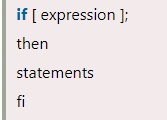 if [ expression ];
then
statements
fi